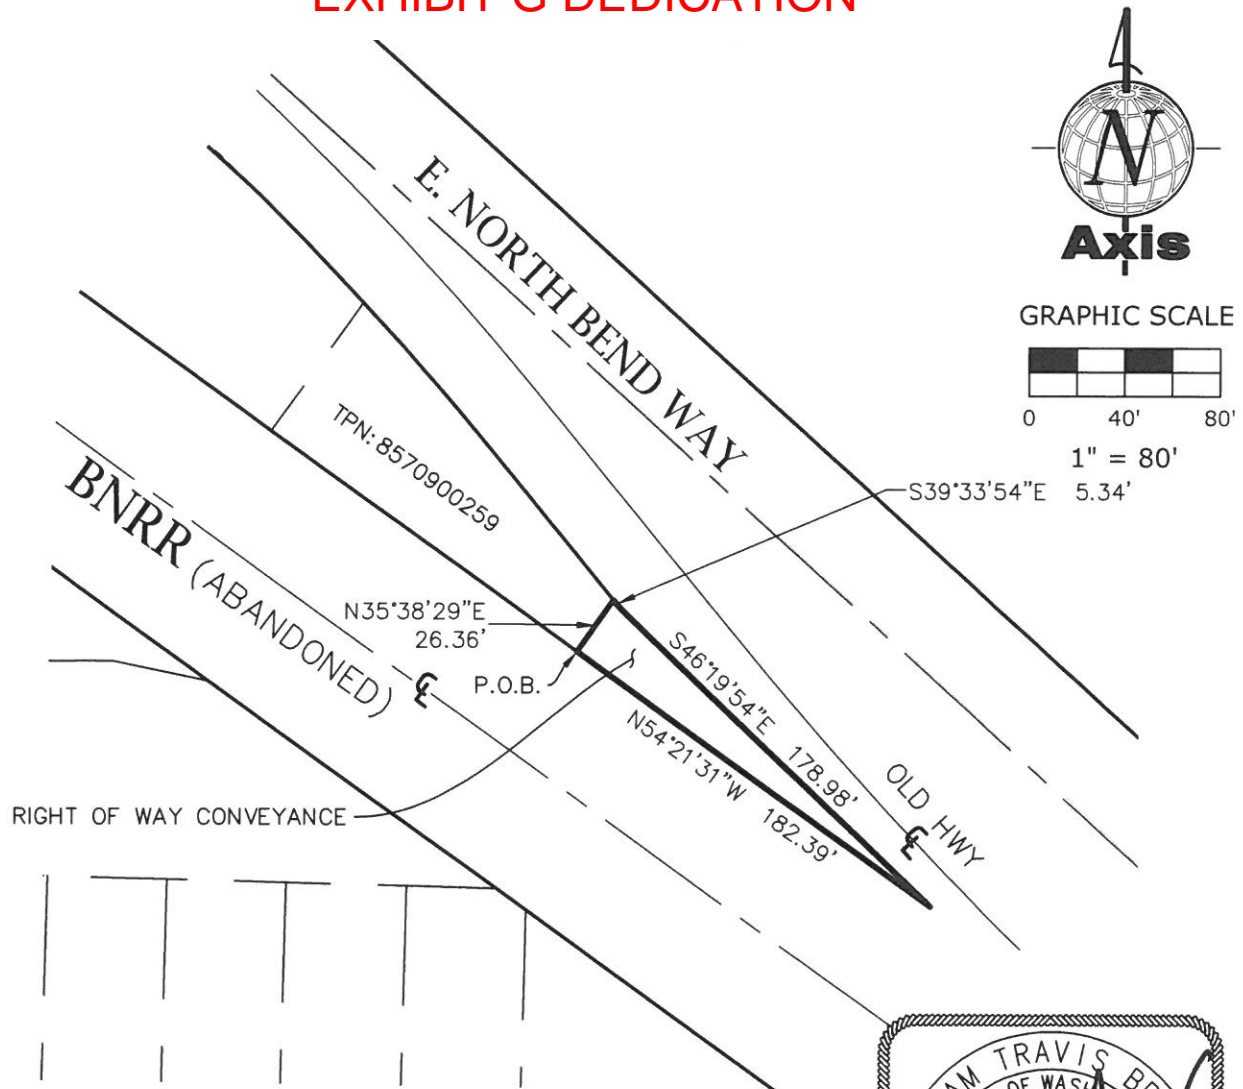 EXHIBIT G DEDICATION
N
Axis
GRAPHIC SCALE
0 40' 80'
1" = 80'
E. NORTH BEND WAY
S39°33'54"E 5.34'
TPN: 8570900259
BNRR (ABANDONED) ℄
N35°38'29"E
26.36'
P.O.B.
S46°19'54"E 178.98'
N54°21'31"W 182.39'
OLD HWY
℄
RIGHT OF WAY CONVEYANCE
TRAVIS
OF